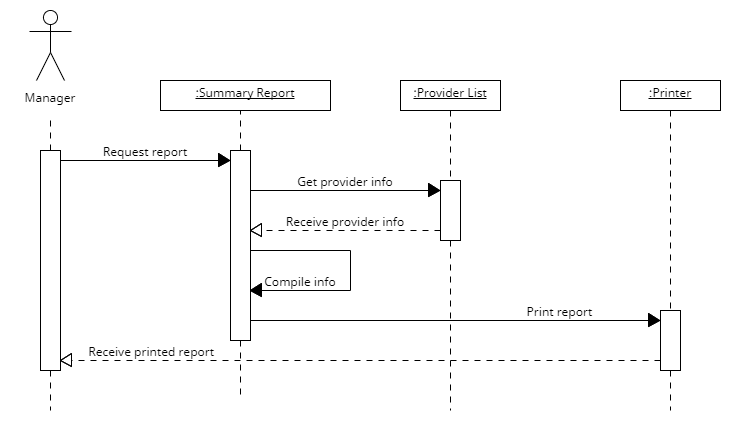 Manager
:Summary Report
:Provider List
:Printer
Request report
Get provider info
Receive provider info
Compile info
Print report
Receive printed report